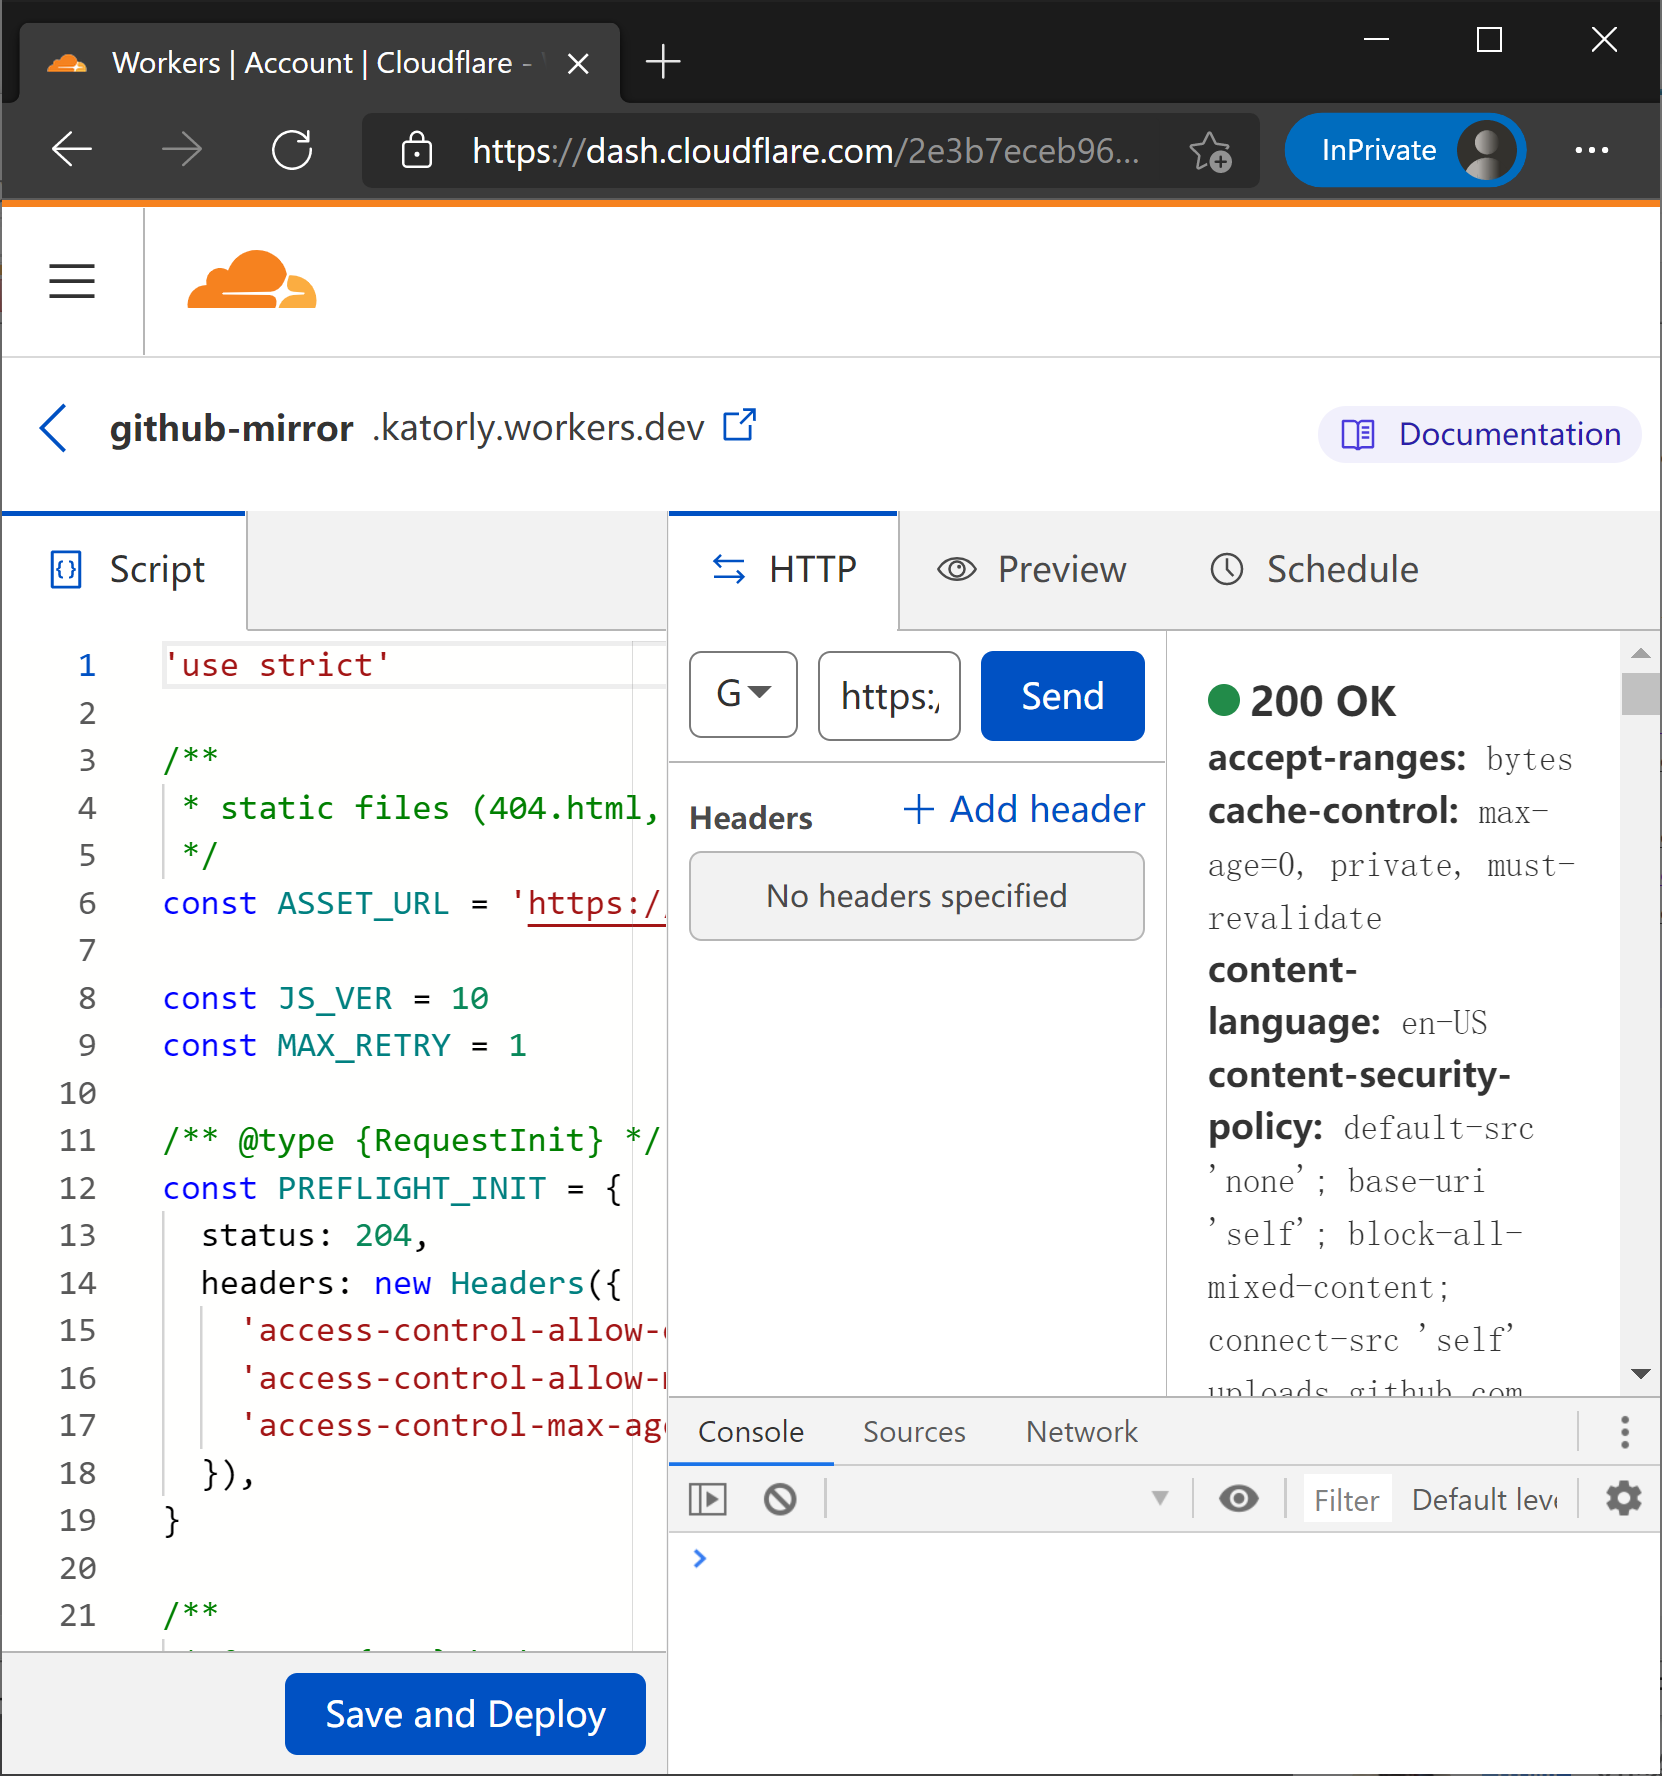 Workers | Account | Cloudflare -
https://dash.cloudflare.com/2e3b7eceb96...
InPrivate
github-mirror .katorly.workers.dev
Documentation
Script
HTTP
Preview
Schedule
1 'use strict'
2
3 /**
4 * static files (404.html,
5 */
6 const ASSET_URL = 'https:/
7
8 const JS_VER = 10
9 const MAX_RETRY = 1
10
11 /** @type {RequestInit} */
12 const PREFLIGHT_INIT = {
13 status: 204,
14 headers: new Headers({
15 'access-control-allow-
16 'access-control-allow-
17 'access-control-max-age
18 }),
19 }
20
21 /**
Save and Deploy
G
https:/
Send
Headers
+ Add header
No headers specified
200 OK
accept-ranges: bytes
cache-control: max-
age=0, private, must-
revalidate
content-
language: en-US
content-security-
policy: default-src
'none'; base-uri
'self'; block-all-
mixed-content;
connect-src 'self'
uploads.github.com
Console
Sources
Network
Filter
Default leve
>